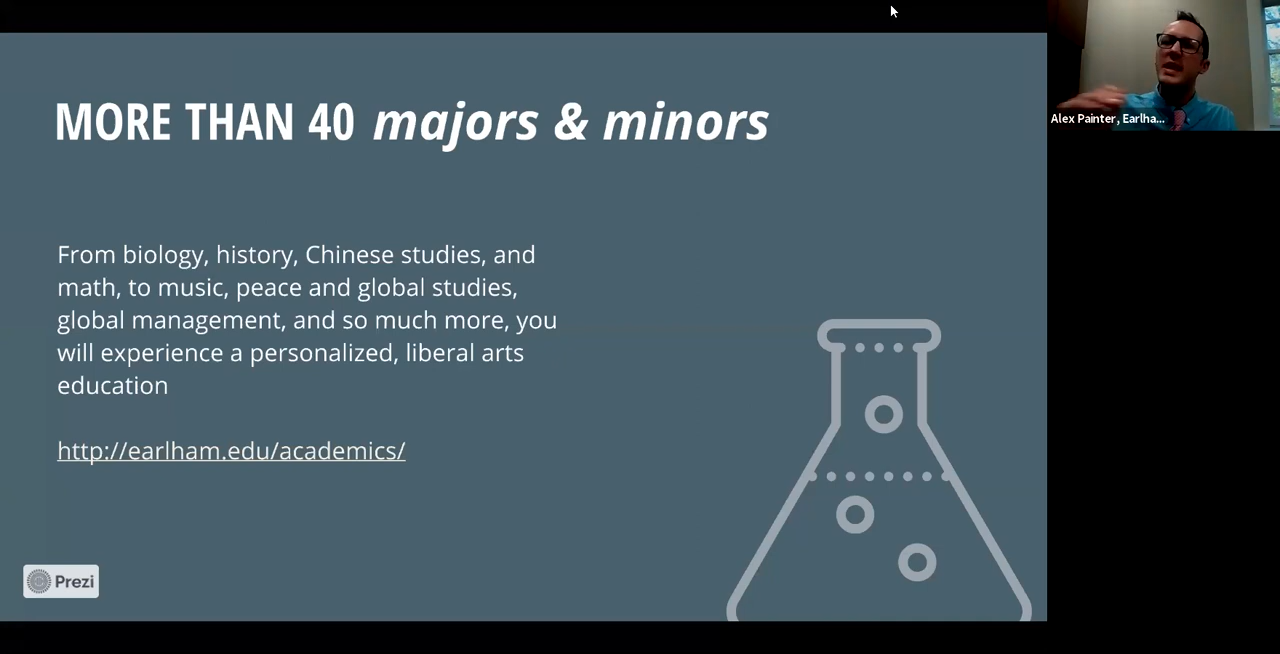 MORE THAN 40 majors & minors
From biology, history, Chinese studies, and
math, to music, peace and global studies,
global management, and so much more, you
will experience a personalized, liberal arts
education
http://earlham.edu/academics/
Prezi
Alex Painter, Earlha...